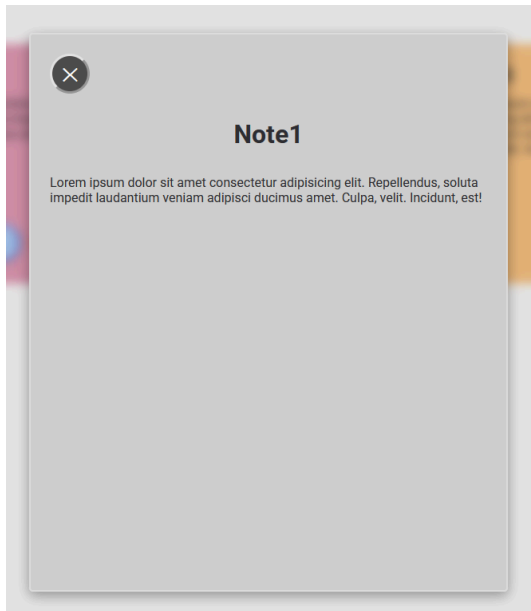 Note1
Lorem ipsum dolor sit amet consectetur adipisicing elit. Repellendus, soluta
impedit laudantium veniam adipisci ducimus amet. Culpa, velit. Incidunt, est!